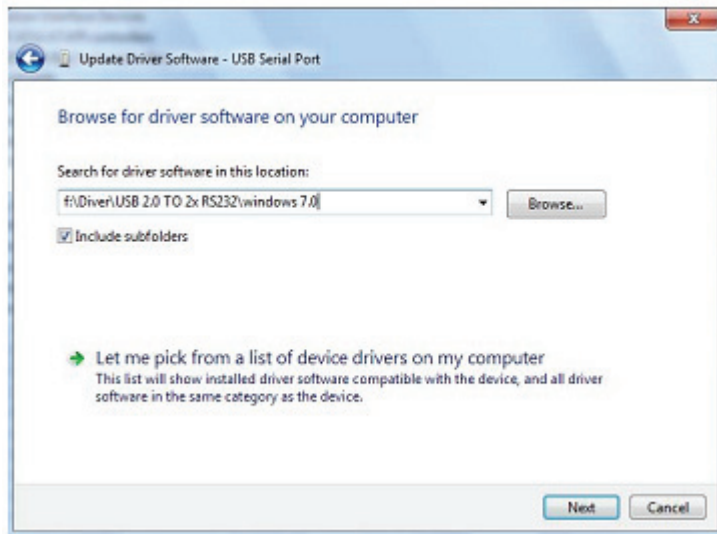 Update Driver Software - USB Serial Port
Browse for driver software on your computer
Search for driver software in this location:
f:\Diver\USB 2.0 TO 2x RS232\windows 7.0
Browse...
Include subfolders
Let me pick from a list of device drivers on my computer
This list will show installed driver software compatible with the device, and all driver
software in the same category as the device.
Next
Cancel